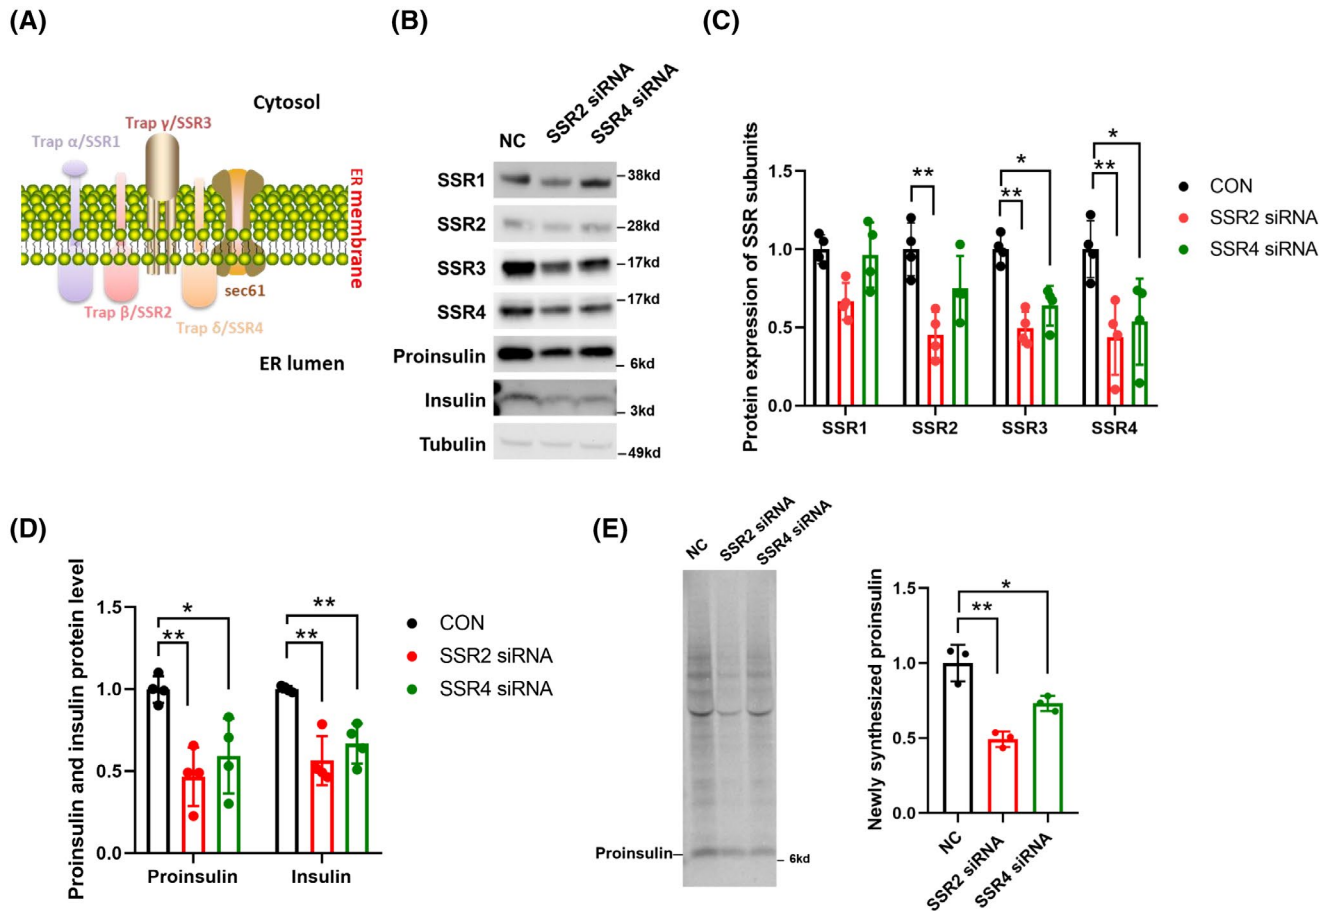 (A)
Cytosol
Trap γ/SSR3
Trap α/SSR1
ER membrane
sec61
Trap β/SSR2
Trap δ/SSR4
ER lumen
(B)
NC
SSR2 siRNA
SSR4 siRNA
SSR1
38kd
SSR2
28kd
SSR3
17kd
SSR4
17kd
Proinsulin
6kd
Insulin
3kd
Tubulin
49kd
(C)
Protein expression of SSR subunits
1.5
1.0
0.5
0.0
**
*
**
*
**
SSR1
SSR2
SSR3
SSR4
CON
SSR2 siRNA
SSR4 siRNA
(D)
Proinsulin and insulin protein level
1.5
1.0
0.5
0.0
*
**
**
**
Proinsulin
Insulin
CON
SSR2 siRNA
SSR4 siRNA
(E)
NC
SSR2 siRNA
SSR4 siRNA
Proinsulin
6kd
Newly synthesized proinsulin
1.5
1.0
0.5
0.0
*
**
NC
SSR2 siRNA
SSR4 siRNA